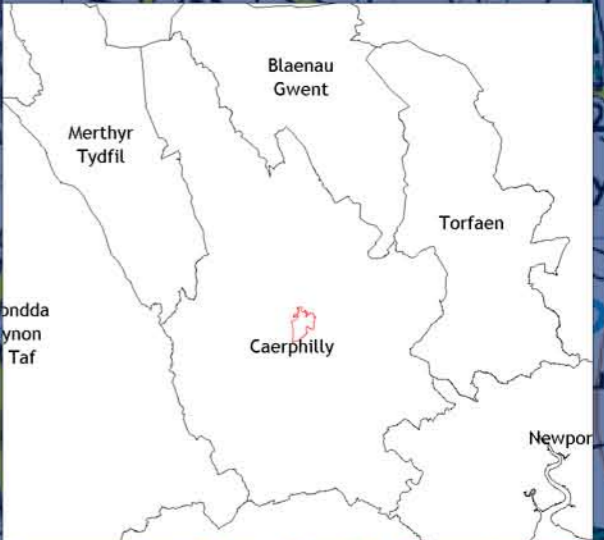 Blaenau
Gwent
Merthyr
Tydfil
Torfaen
ondda
ynon
Taf
Caerphilly
Newpor